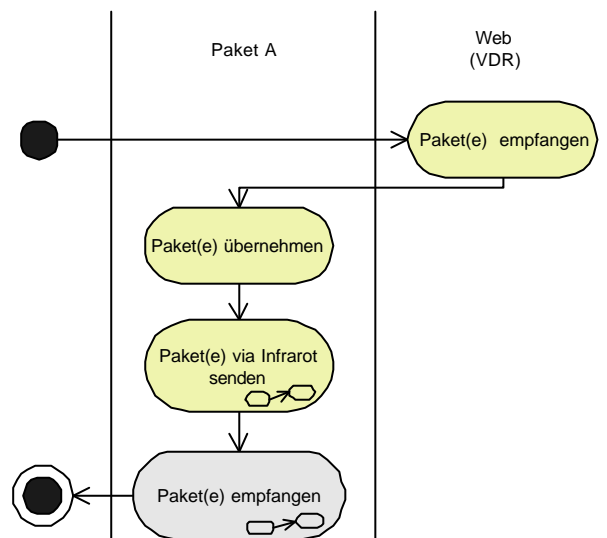 Paket A
Web
(VDR)
Paket(e) empfangen
Paket(e) übernehmen
Paket(e) via Infrarot
senden
Paket(e) empfangen